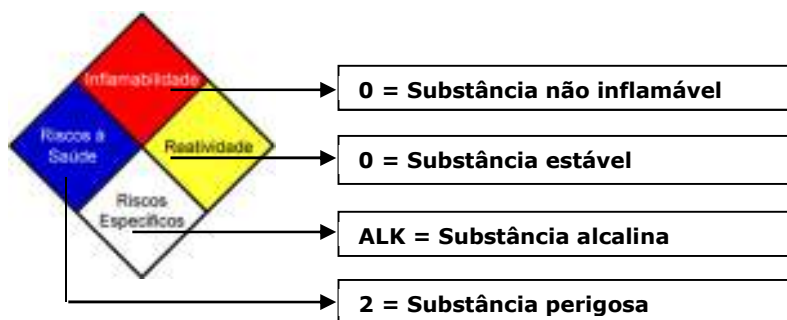 Inflamabilidade
0 = Substância não inflamável
Riscos à
Saúde
Reatividade
0 = Substância estável
Riscos
Específicos
ALK = Substância alcalina
2 = Substância perigosa